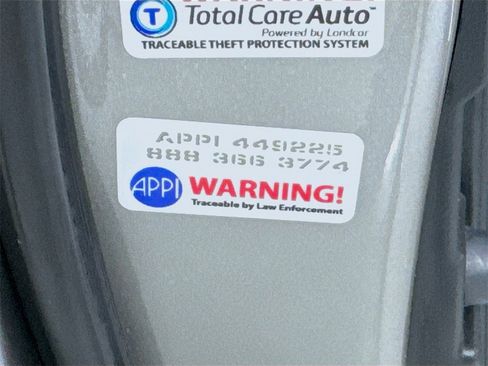 Total Care Auto™
Powered by Landcar
TRACEABLE THEFT PROTECTION SYSTEM
APPI 449225
888 366 3774
APPI WARNING!
Traceable by Law Enforcement